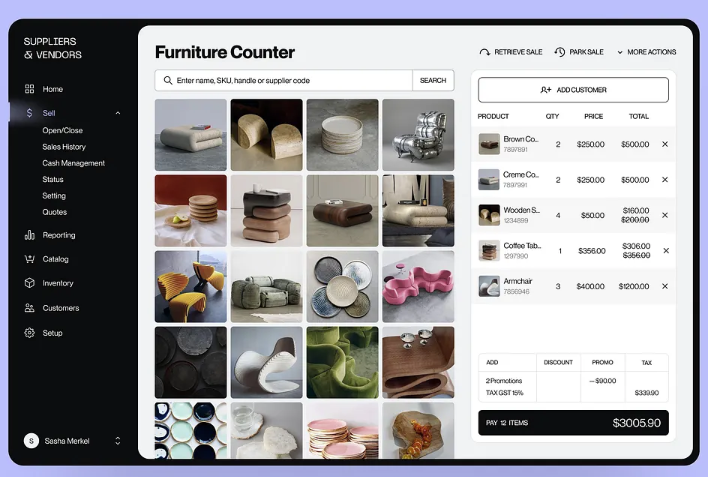 SUPPLIERS
& VENDORS
Home
Sell
Open/Close
Sales History
Cash Management
Status
Setting
Quotes
Reporting
Catalog
Inventory
Customers
Setup
S Sasha Merkel
Furniture Counter
RETRIEVE SALE PARK SALE MORE ACTIONS
Enter name, SKU, handle or supplier code SEARCH
ADD CUSTOMER
PRODUCT QTY PRICE TOTAL
Brown Co.. 2 $250.00 $500.00
7897891
Creme Co.. 2 $250.00 $500.00
7897991
Wooden S.. 4 $50.00 $160.00
1234899 $200.00
Coffee Tab.. 1 $356.00 $306.00
1297990 $356.00
Armchair 3 $400.00 $1200.00
7856946
ADD DISCOUNT PROMO TAX
2 Promotions —$90.00
TAX GST 15% $339.90
PAY 12 ITEMS $3005.90